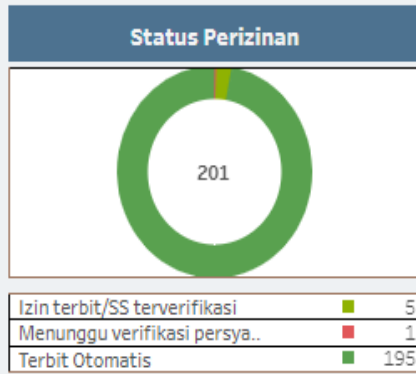 Status Perizinan
201
Izin terbit/SS terverifikasi 5
Menunggu verifikasi persya.. 1
Terbit Otomatis 195